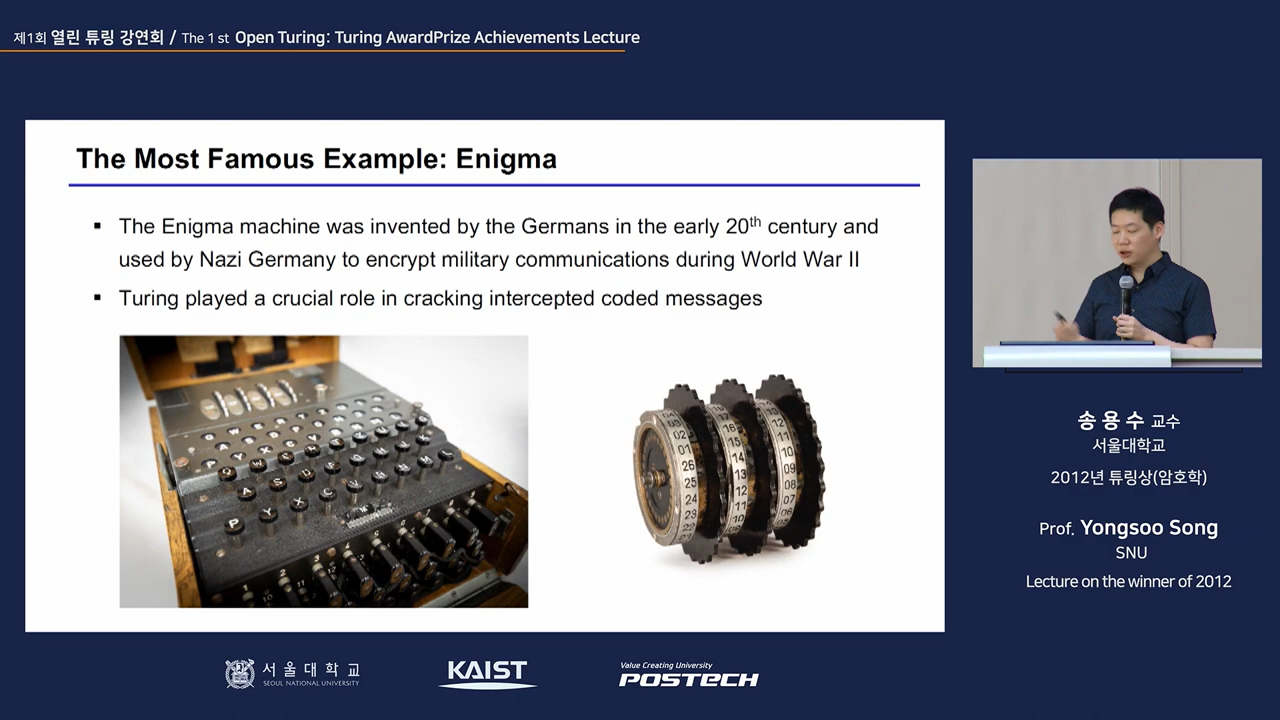 제1회 열린 튜링 강연회 / The 1 st Open Turing: Turing AwardPrize Achievements Lecture
The Most Famous Example: Enigma
▪ The Enigma machine was invented by the Germans in the early 20th century and
used by Nazi Germany to encrypt military communications during World War II
▪ Turing played a crucial role in cracking intercepted coded messages
송용수 교수
서울대학교
2012년 튜링상(암호학)
Prof. Yongsoo Song
SNU
Lecture on the winner of 2012
서울대학교
SEOUL NATIONAL UNIVERSITY
KAIST
Value Creating University
POSTECH